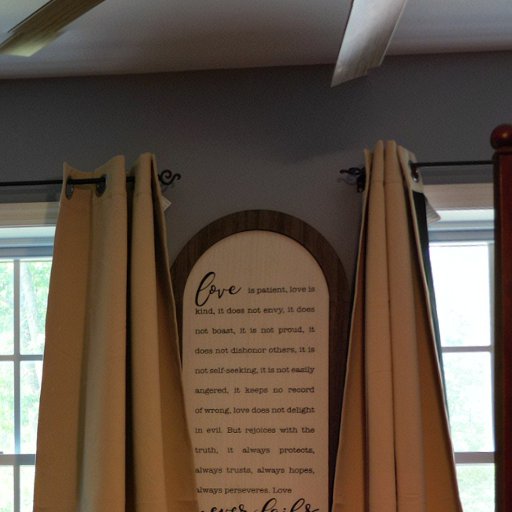 love is patient, love is
kind, it does not envy, it does
not boast, it is not proud, it
does not dishonor others, it is
not self-seeking, it is not easily
angered, it keeps no record
of wrong, love does not delight
in evil. But rejoices with the
truth, it always protects,
always trusts, always hopes,
always perseveres. Love
never fails